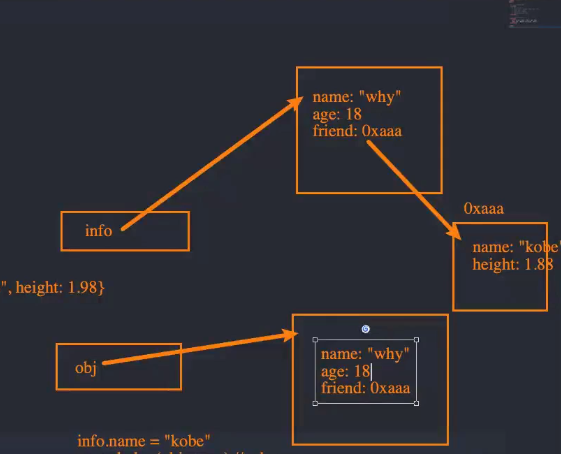 name: "why"
age: 18
friend: 0xaaa
0xaaa
info
name: "kobe"
height: 1.88
", height: 1.98}
name: "why"
age: 18
friend: 0xaaa
obj
info.name = "kobe"